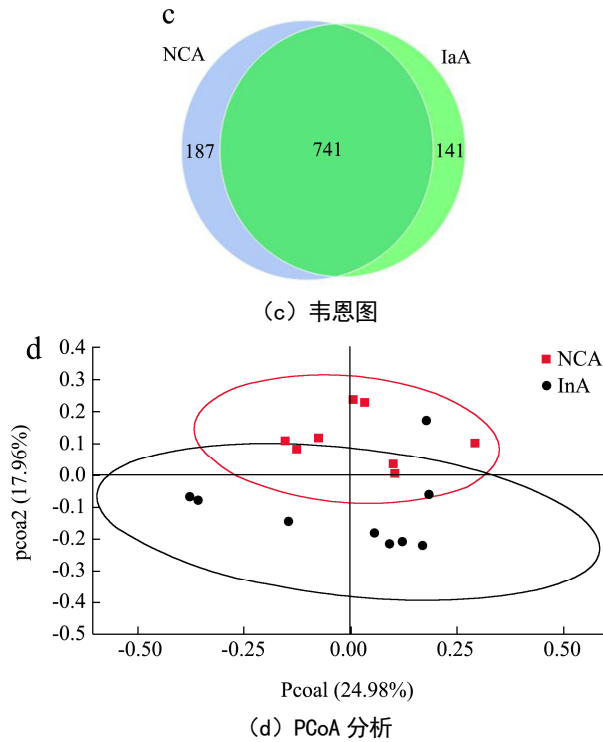 c
NCA
IaA
187
741
141
(c) 韦恩图
d
NCA
InA
0.4
0.3
0.2
0.1
0.0
-0.1
-0.2
-0.3
-0.4
-0.5
pcoa2 (17.96%)
-0.50
-0.25
0.00
0.25
0.50
Pcoal (24.98%)
(d) PCoA 分析